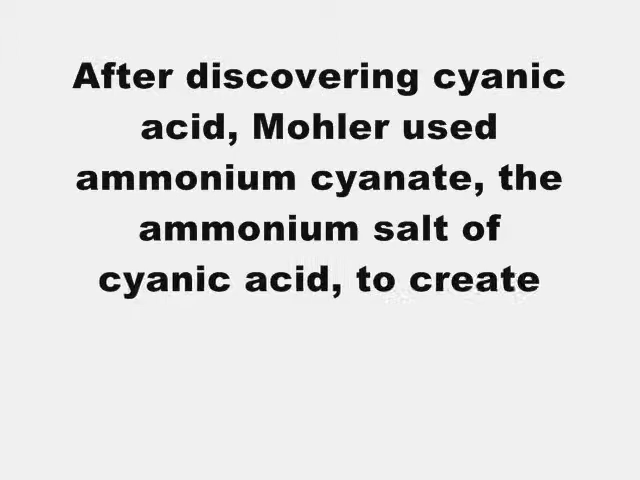 After discovering cyanic
acid, Mohler used
ammonium cyanate, the
ammonium salt of
cyanic acid, to create